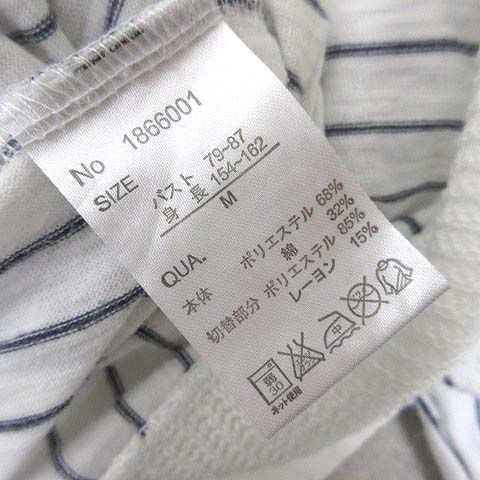 No 1866001
SIZE
バスト 79~87
身長 154~162
M
QUA.
本体 ポリエステル 68%
綿 32%
切替部分 ポリエステル 85%
レーヨン 15%
弱
30
中
ネット使用